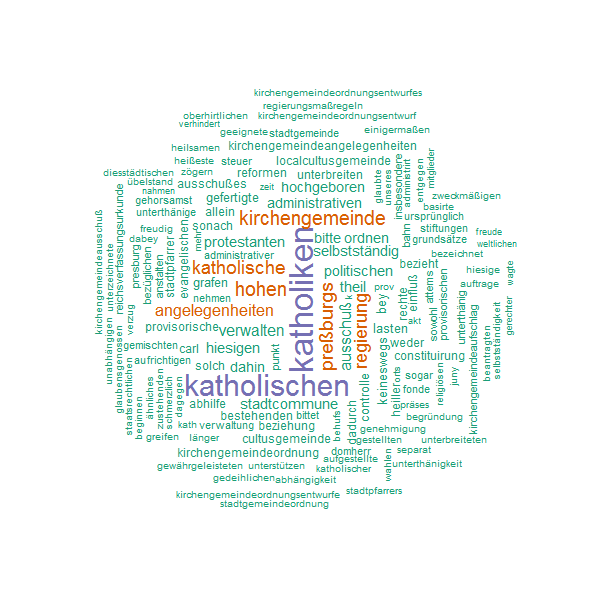 kirchengemeindeordnungsentwurfes
regierungsmaßregeln
oberhirtlichen kirchengemeindeordnungsentwurf
verhindert
geeignete stadtgemeinde einigermaßen
heilsamen kirchengemeindeangelegenheiten
heißeste steuer localcultusgemeinde
diesstädtischen zögern reformen unterbreiten
übelstand ausschußes zeit hochgeboren
nahmen gefertigte administrativen
gehorsamst
unterthänige allein kirchengemeinde
freudig sonach bitte ordnen
dabey protestanten selbstständig
administrativer
katholische politischen
grafen hohen theil
nehmen angelegenheiten
provisorische verwalten
gemischten carl hiesigen
aufrichtigen solch dahin
katholischen
abhilfe stadtcommune
bestehenden bittet
kath verwaltung beziehung
greifen länger cultusgemeinde
kirchengemeindeordnung domherr
gewährgeleisteten unterstützen
gedeihlichen abhängigkeit
kirchengemeindeordnungsentwurfe
stadtgemeindeordnung
stadtpfarrers
aufgestellte
katholischer
unterthänigkeit
separat
gestellten unterbreiteten
genehmigung
begründung
präses
fonde
sogar
constituirung
weder
lasten
akt
prov
bey
bezieht
hiesige
auftrage
bezeichnet
weltlichen
grundsätze
freude
stiftungen
ursprünglich
basirte
zweckmäßigen
kirchengemeindeausschuß
unabhängigen
unterzeichnete
glaubensgenossen
reichsverfassungsurkunde
staatsrechtlichen
verzug
presburg
beginnen
bezüglichen
ähnliches
anstalten
zustehenden
stadtpfarrer
schmerzlich
evangelischen
dagegen
mehr
punkt
katholiken
preßburgs
behufs
ausschuß
k
dadurch
regierung
controlle
keineswegs
heiller
orts
wahlen
glaubte
unseres
insbesondere
administrirt
entgegen
mitglieder
bahn
rechte
einfluß
sowohl
attems
provisorischen
religiösen
juny
unterthänig
kirchengemeindeaufschlag
beantragten
selbstständigkeit
gerechter
wagte